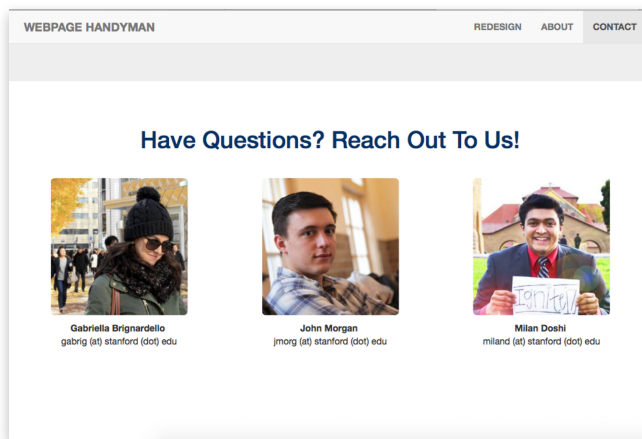 WEBPAGE HANDYMAN REDESIGN ABOUT CONTACT
Have Questions? Reach Out To Us!
Ignite
Gabriella Brignardello John Morgan Milan Doshi
gabrig (at) stanford (dot) edu jmorg (at) stanford (dot) edu miland (at) stanford (dot) edu